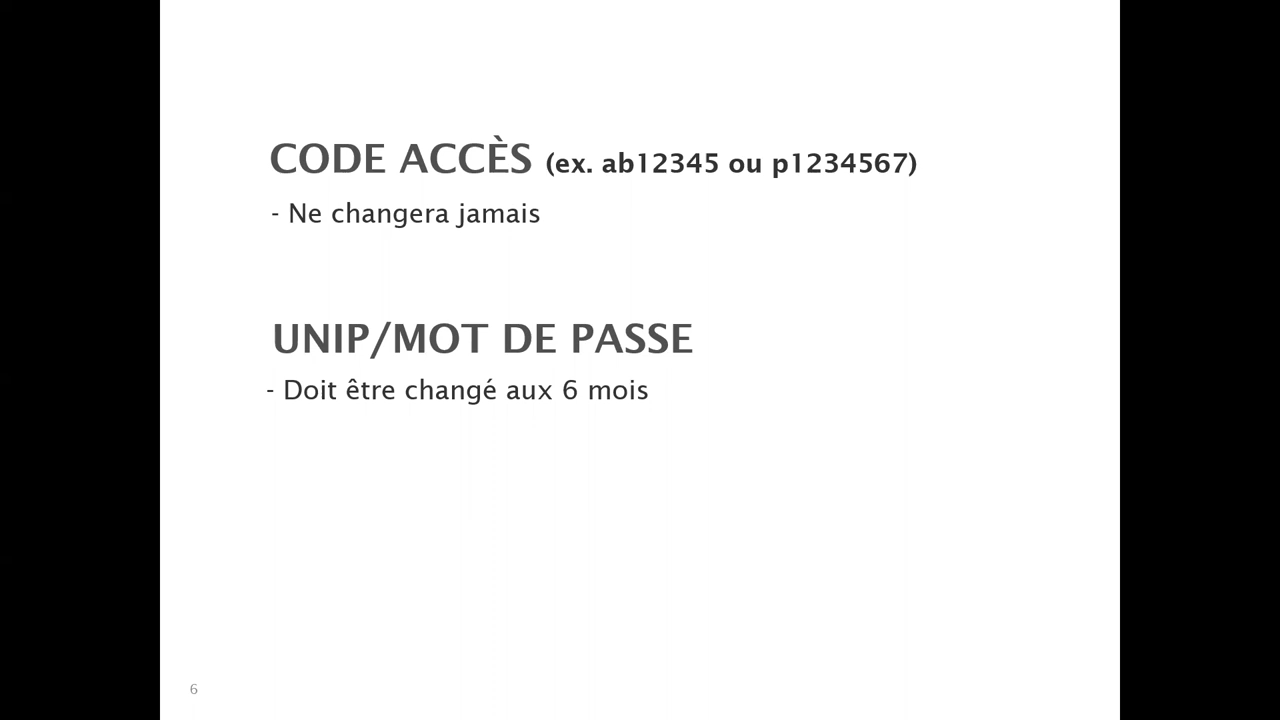 CODE ACCÈS (ex. ab12345 ou p1234567)
- Ne changera jamais
UNIP/MOT DE PASSE
- Doit être changé aux 6 mois
6